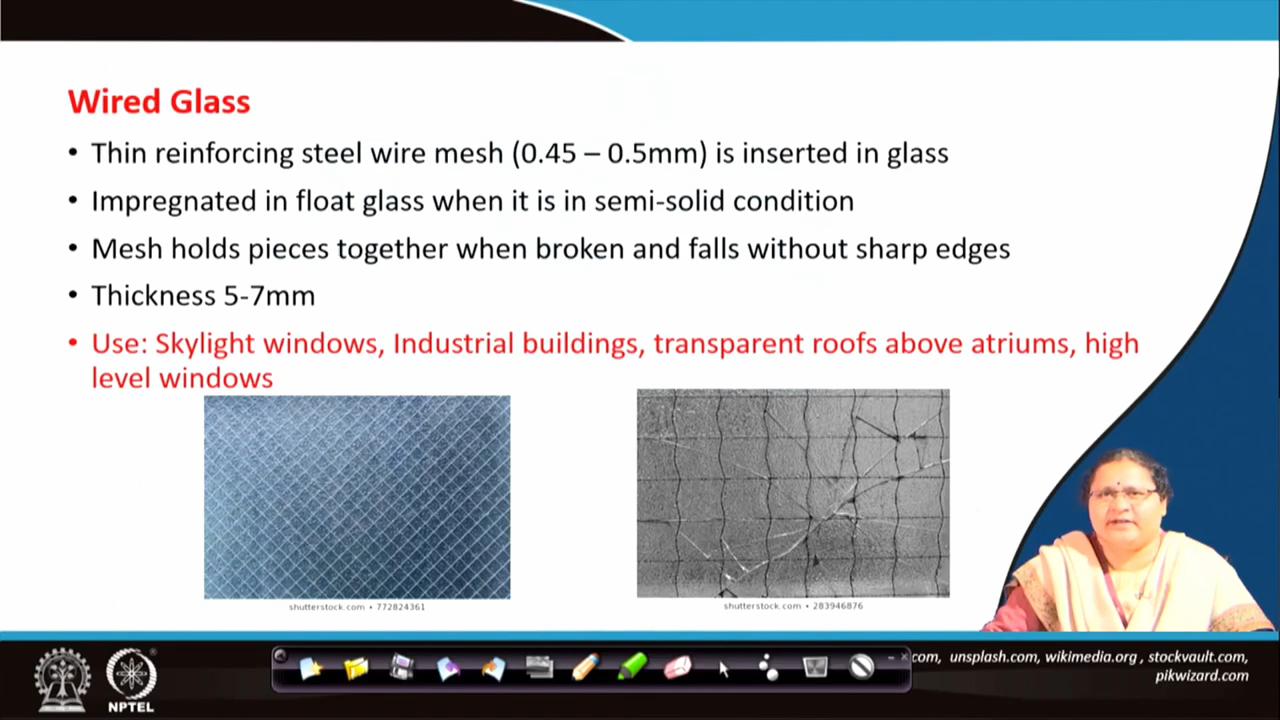 Wired Glass
• Thin reinforcing steel wire mesh (0.45 – 0.5mm) is inserted in glass
• Impregnated in float glass when it is in semi-solid condition
• Mesh holds pieces together when broken and falls without sharp edges
• Thickness 5-7mm
• Use: Skylight windows, Industrial buildings, transparent roofs above atriums, high
level windows
shutterstock.com • 772824361
shutterstock.com • 283946876
com, unsplash.com, wikimedia.org , stockvault.com,
pikwizard.com
NPTEL